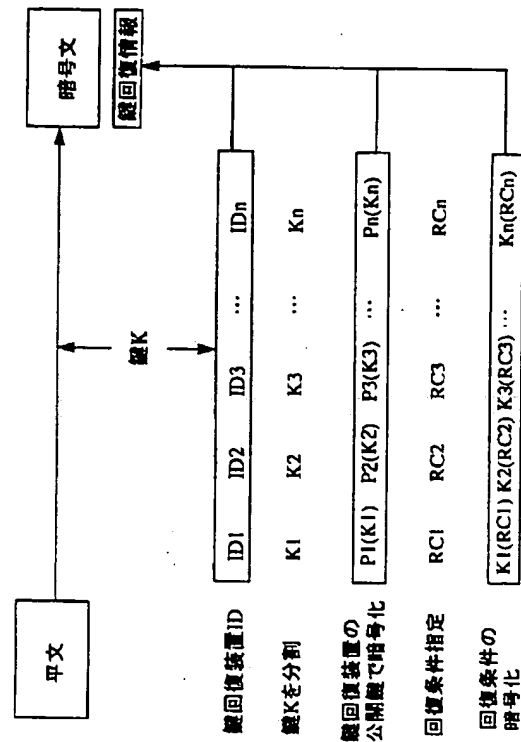 平文
暗号文
鍵回復情報
鍵K
鍵回復装置ID ID1 ID2 ID3 … IDn
鍵Kを分割 K1 K2 K3 … Kn
鍵回復装置の
公開鍵で暗号化 P1(K1) P2(K2) P3(K3) … Pn(Kn)
回復条件指定 RC1 RC2 RC3 … RCn
回復条件の
暗号化 K1(RC1) K2(RC2) K3(RC3) … Kn(RCn)